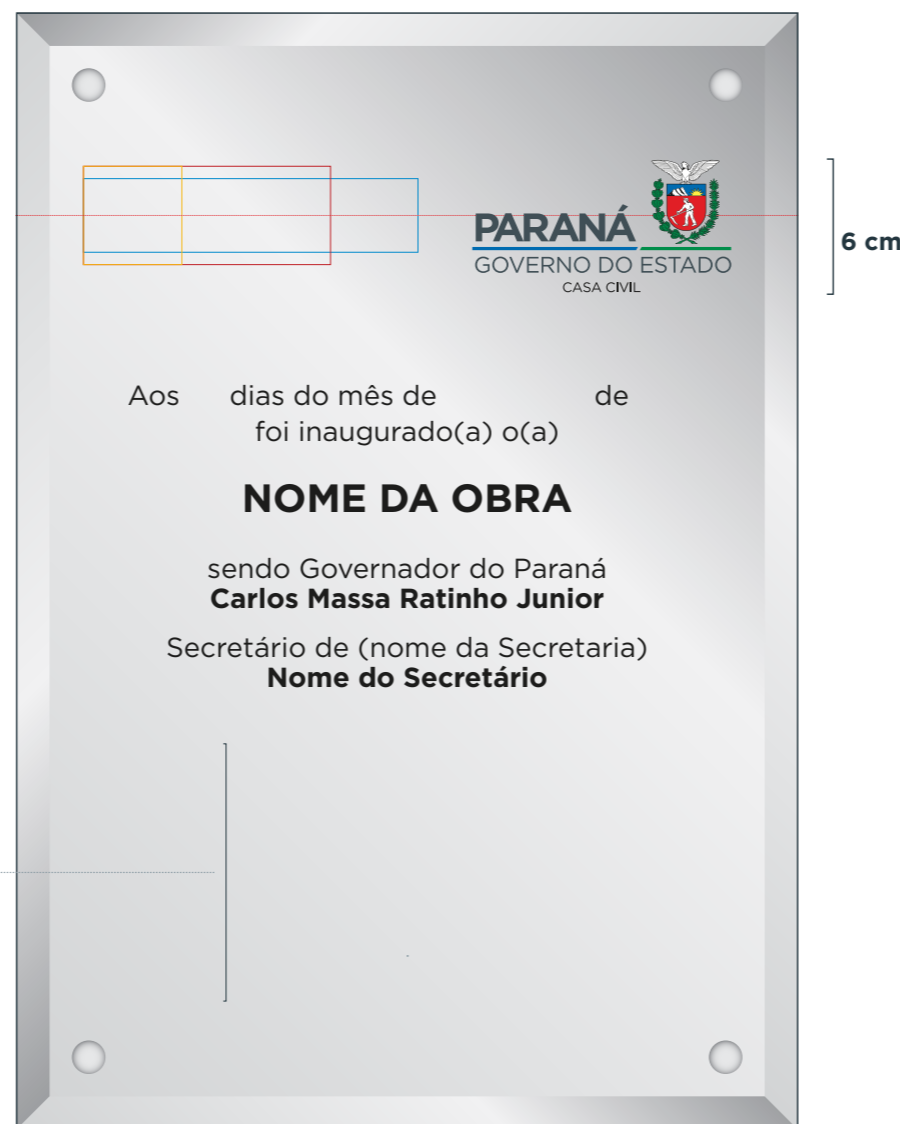 PARANÁ
GOVERNO DO ESTADO
CASA CIVIL
6 cm
Aos dias do mês de de
foi inaugurado(a) o(a)
NOME DA OBRA
sendo Governador do Paraná
Carlos Massa Ratinho Junior
Secretário de (nome da Secretaria)
Nome do Secretário